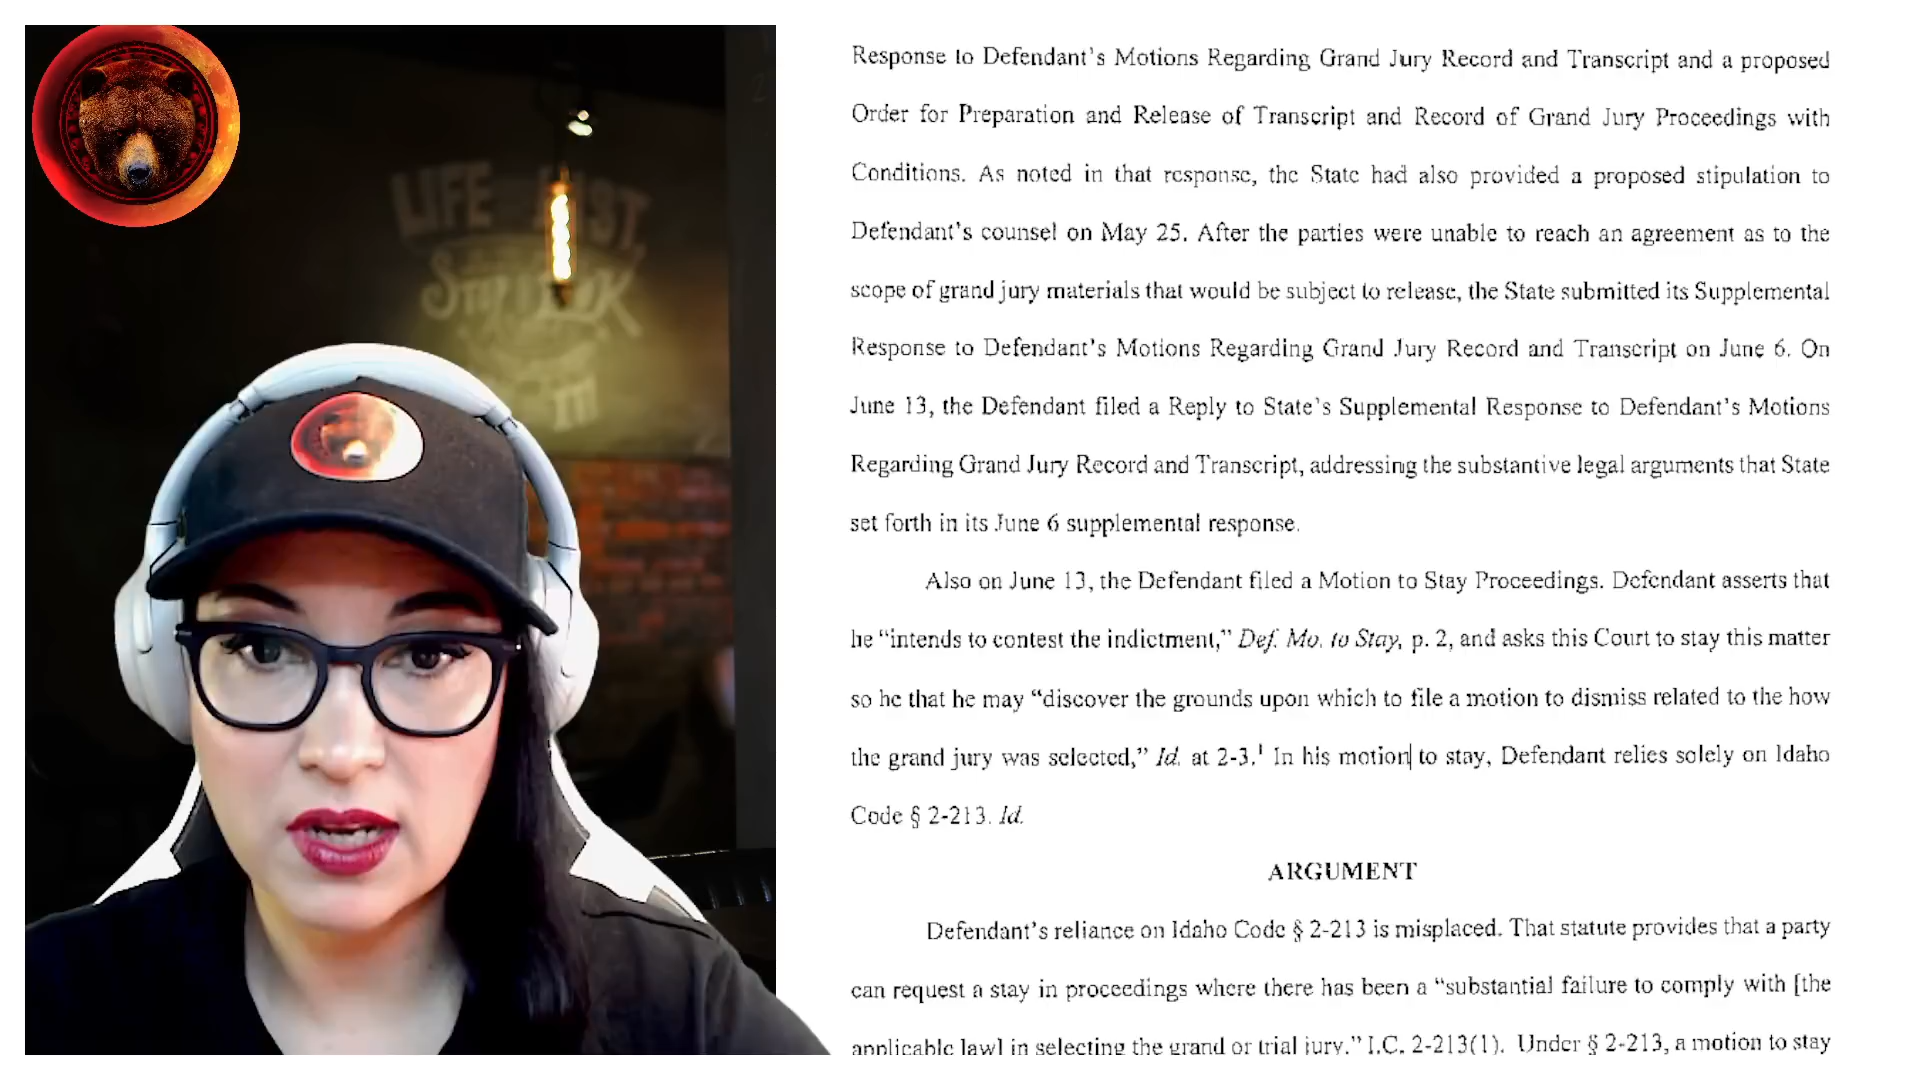 LIFE
Response to Defendant's Motions Regarding Grand Jury Record and Transcript and a proposed
Order for Preparation and Release of Transcript and Record of Grand Jury Proceedings with
Conditions. As noted in that response, the State had also provided a proposed stipulation to
Defendant's counsel on May 25. After the parties were unable to reach an agreement as to the
scope of grand jury materials that would be subject to release, the State submitted its Supplemental
Response to Defendant's Motions Regarding Grand Jury Record and Transcript on June 6. On
June 13, the Defendant filed a Reply to State's Supplemental Response to Defendant's Motions
Regarding Grand Jury Record and Transcript, addressing the substantive legal arguments that State
set forth in its June 6 supplemental response.
Also on June 13, the Defendant filed a Motion to Stay Proceedings. Defendant asserts that
he “intends to contest the indictment,” Def. Mo. to Stay, p. 2, and asks this Court to stay this matter
so he that he may “discover the grounds upon which to file a motion to dismiss related to the how
the grand jury was selected,” Id. at 2-3.¹ In his motion to stay, Defendant relies solely on Idaho
Code § 2-213. Id.
ARGUMENT
Defendant's reliance on Idaho Code § 2-213 is misplaced. That statute provides that a party
can request a stay in proceedings where there has been a “substantial failure to comply with [the
applicable law] in selecting the grand or trial jury.” I.C. 2-213(1). Under § 2-213, a motion to stay